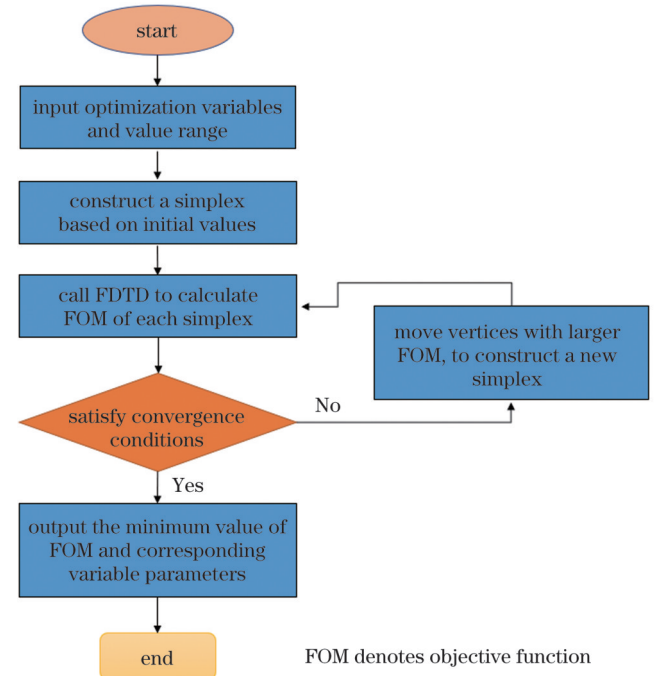 start
input optimization variables
and value range
construct a simplex
based on initial values
call FDTD to calculate
FOM of each simplex
move vertices with larger
FOM, to construct a new
simplex
satisfy convergence
conditions
No
Yes
output the minimum value of
FOM and corresponding
variable parameters
end
FOM denotes objective function